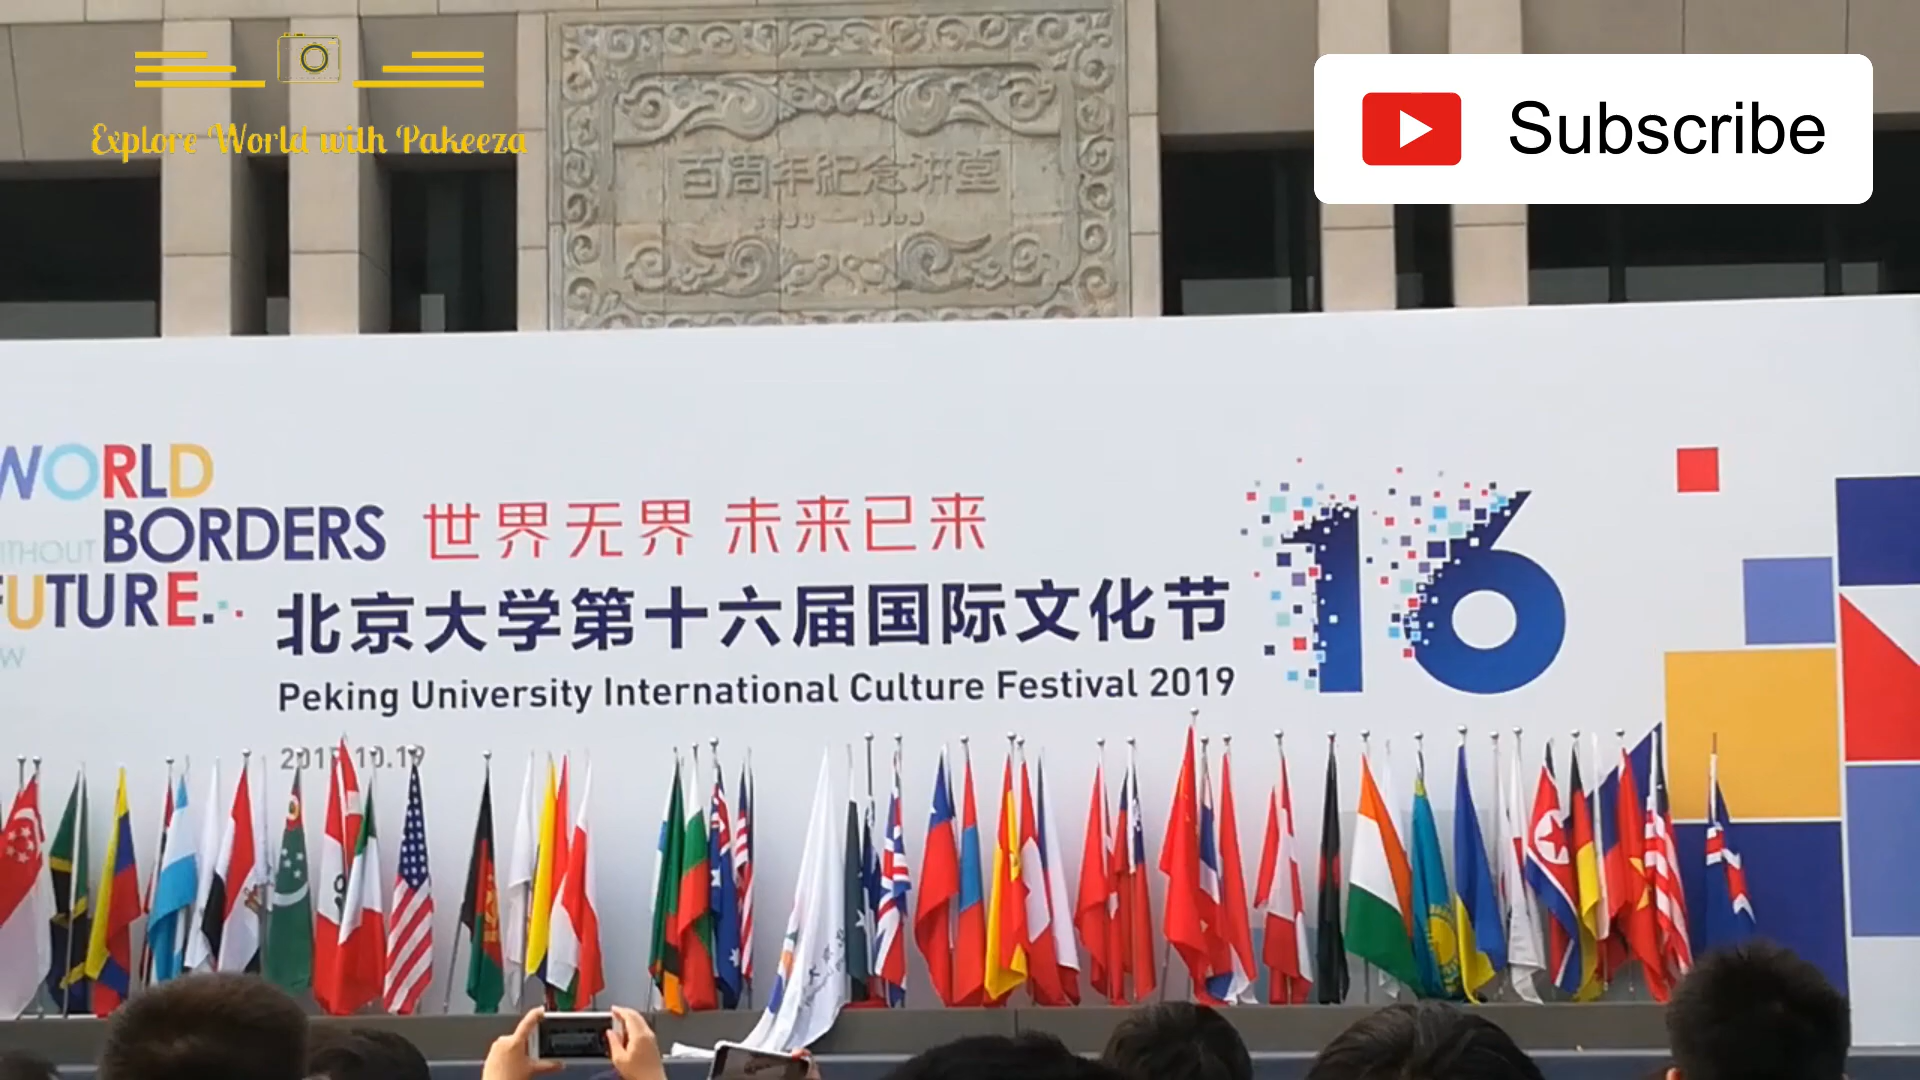 Explore World with Pakeeza
Subscribe
百周年纪念讲堂
WORLD
BORDERS
FUTURE.
世界无界 未来已来
北京大学第十六届国际文化节
Peking University International Culture Festival 2019
16